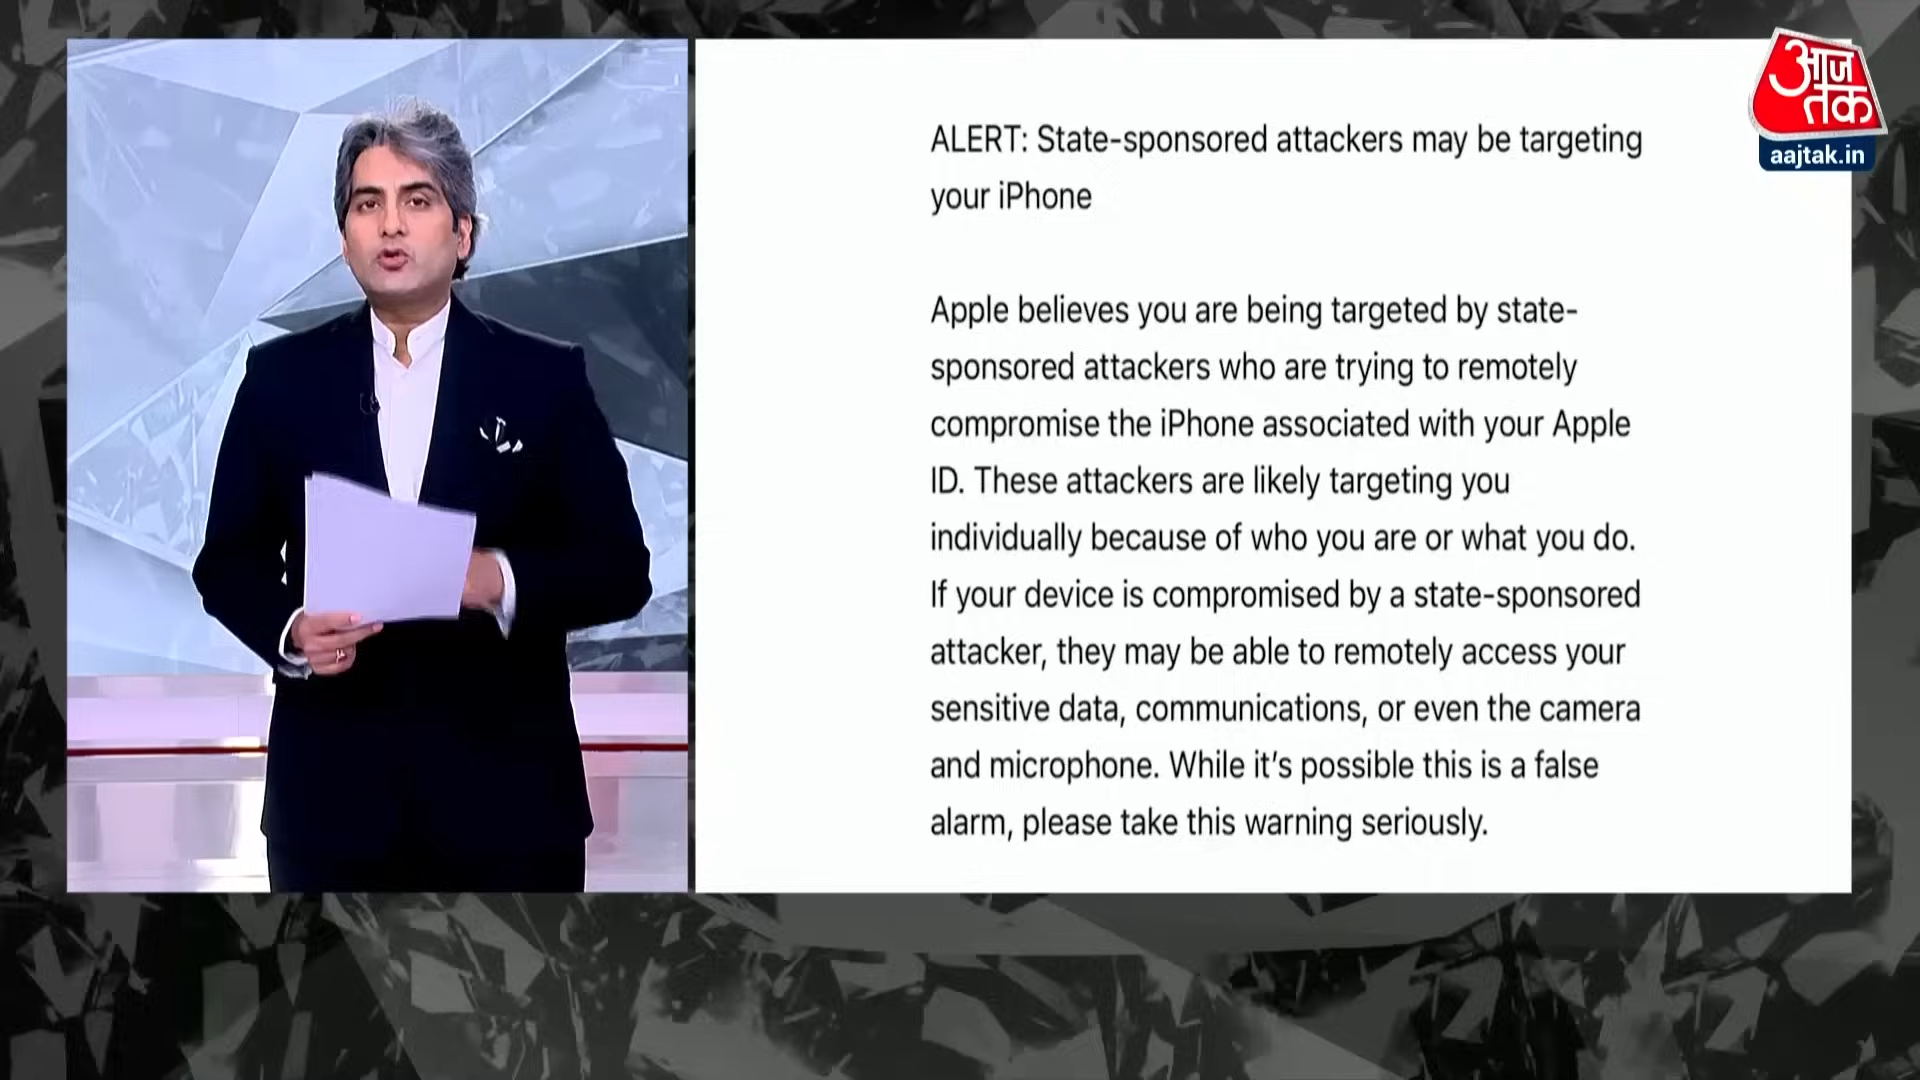 ALERT: State-sponsored attackers may be targeting
your iPhone
Apple believes you are being targeted by state-
sponsored attackers who are trying to remotely
compromise the iPhone associated with your Apple
ID. These attackers are likely targeting you
individually because of who you are or what you do.
If your device is compromised by a state-sponsored
attacker, they may be able to remotely access your
sensitive data, communications, or even the camera
and microphone. While it's possible this is a false
alarm, please take this warning seriously.
आज
तक
aajtak.in